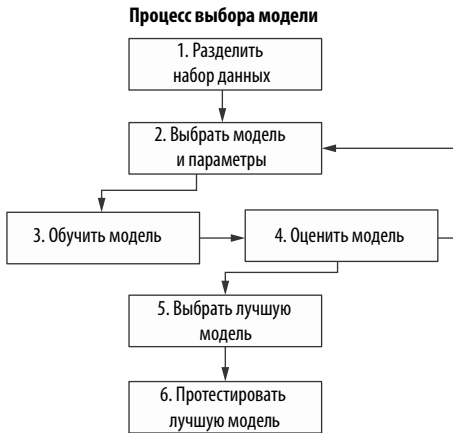 Процесс выбора модели
1. Разделить
набор данных
2. Выбрать модель
и параметры
3. Обучить модель
4. Оценить модель
5. Выбрать лучшую
модель
6. Протестировать
лучшую модель